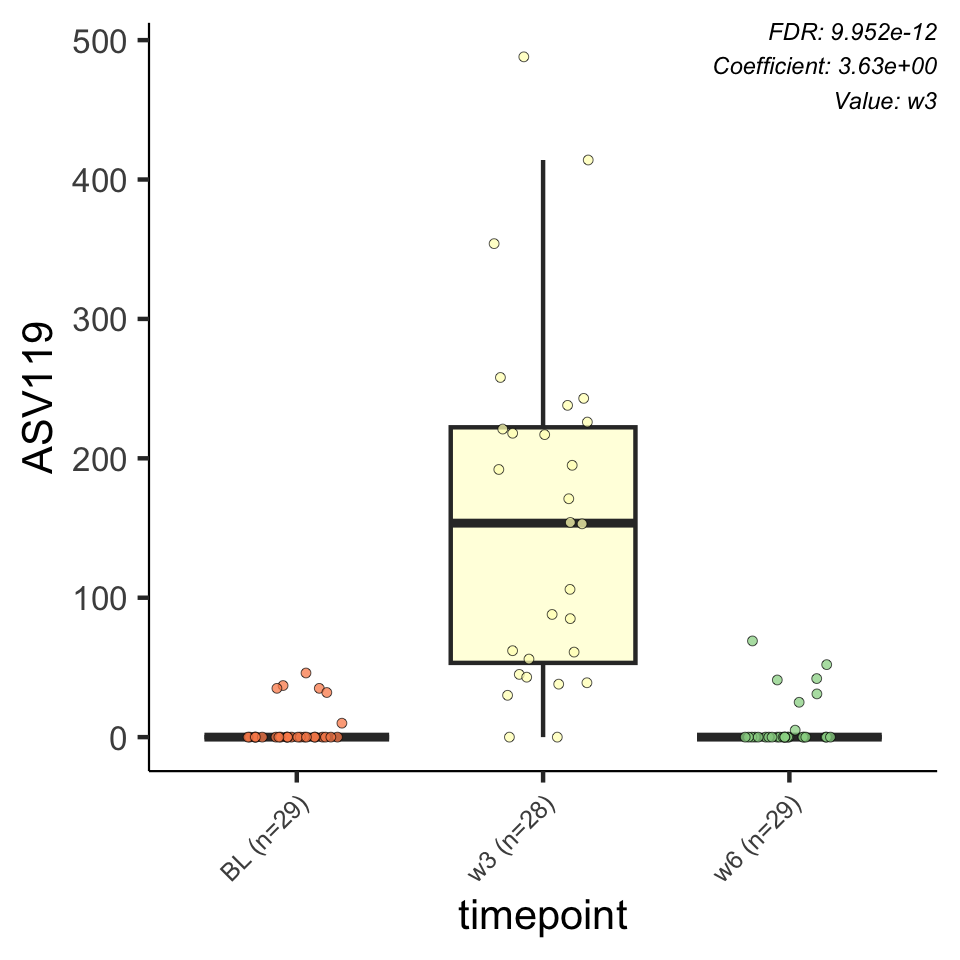 FDR: 9.952e-12
Coefficient: 3.63e+00
Value: w3
500
400
300
200
100
0
ASV119
BL (n=29)
w3 (n=28)
w6 (n=29)
timepoint